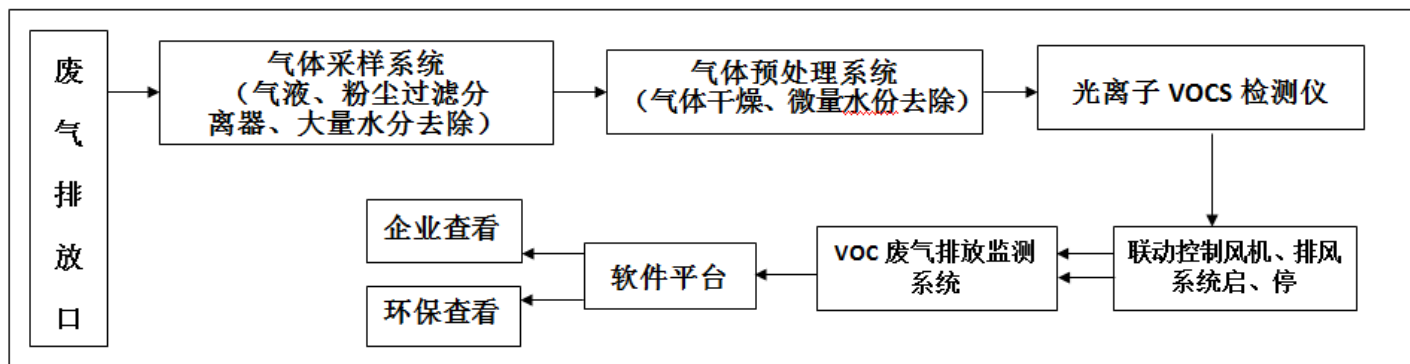 废气排放口
气体采样系统
（气液、粉尘过滤分
离器、大量水分去除）
气体预处理系统
（气体干燥、微量水份去除）
光离子 VOCS 检测仪
企业查看
环保查看
软件平台
VOC 废气排放监测
系统
联动控制风机、排风
系统启、停